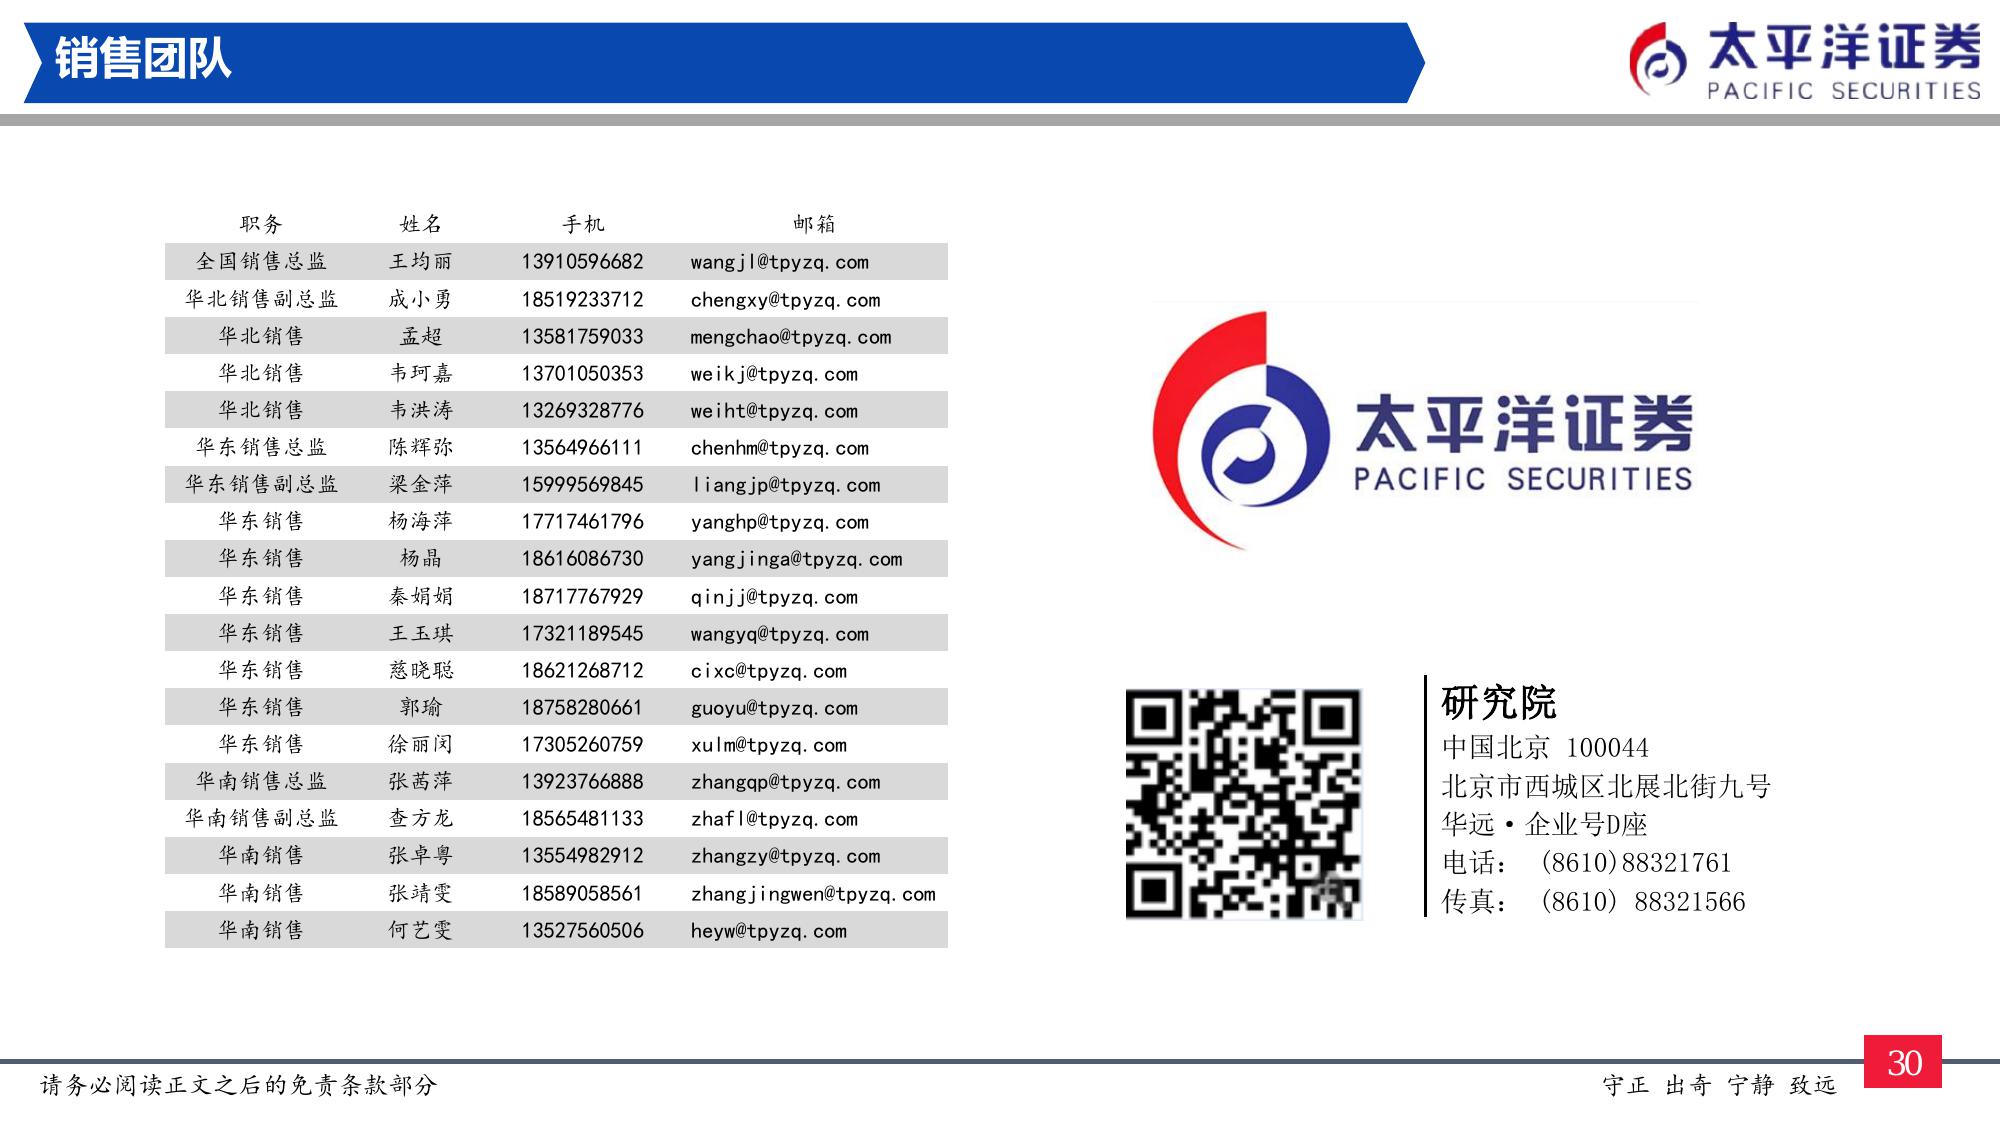 销售团队
太平洋证券
PACIFIC SECURITIES
职务 姓名 手机 邮箱
全国销售总监 王均丽 13910596682 wangjl@tpyzq.com
华北销售副总监 成小勇 18519233712 chengxy@tpyzq.com
华北销售 孟超 13581759033 mengchao@tpyzq.com
华北销售 韦珂嘉 13701050353 weikj@tpyzq.com
华北销售 韦洪涛 13269328776 weiht@tpyzq.com
华东销售总监 陈辉弥 13564966111 chenhm@tpyzq.com
华东销售副总监 梁金萍 15999569845 liangjp@tpyzq.com
华东销售 杨海萍 17717461796 yanghp@tpyzq.com
华东销售 杨晶 18616086730 yangjinga@tpyzq.com
华东销售 秦娟娟 18717767929 qinjj@tpyzq.com
华东销售 王玉琪 17321189545 wangyq@tpyzq.com
华东销售 慈晓聪 18621268712 cixc@tpyzq.com
华东销售 郭瑜 18758280661 guoyu@tpyzq.com
华东销售 徐丽闵 17305260759 xulm@tpyzq.com
华南销售总监 张茜萍 13923766888 zhangqp@tpyzq.com
华南销售副总监 查方龙 18565481133 zhafl@tpyzq.com
华南销售 张卓粤 13554982912 zhangzy@tpyzq.com
华南销售 张靖雯 18589058561 zhangjingwen@tpyzq.com
华南销售 何艺雯 13527560506 heyw@tpyzq.com
太平洋证券
PACIFIC SECURITIES
研究院
中国北京 100044
北京市西城区北展北街九号
华远·企业号D座
电话： (8610)88321761
传真： (8610) 88321566
请务必阅读正文之后的免责条款部分
守正 出奇 宁静 致远
30